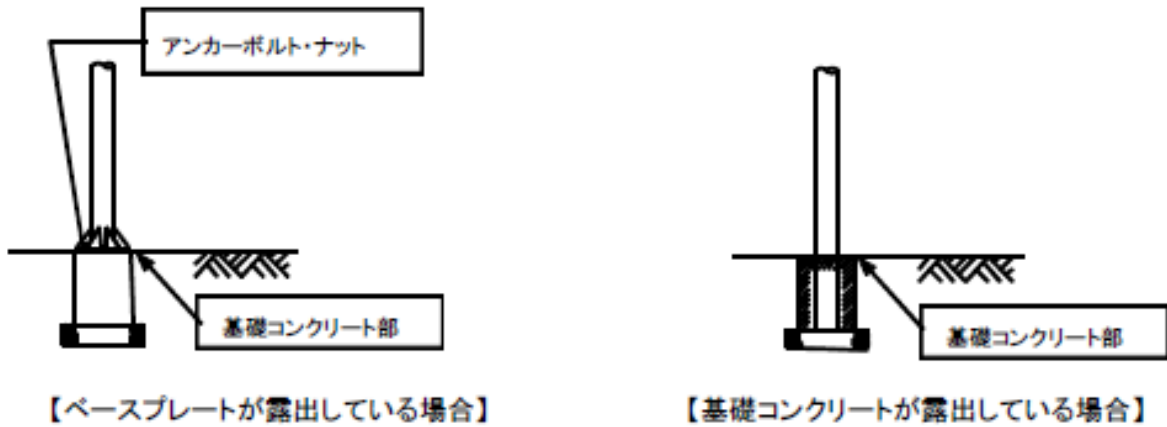 アンカーボルト・ナット
基礎コンクリート部
基礎コンクリート部
【ベースプレートが露出している場合】
【基礎コンクリートが露出している場合】